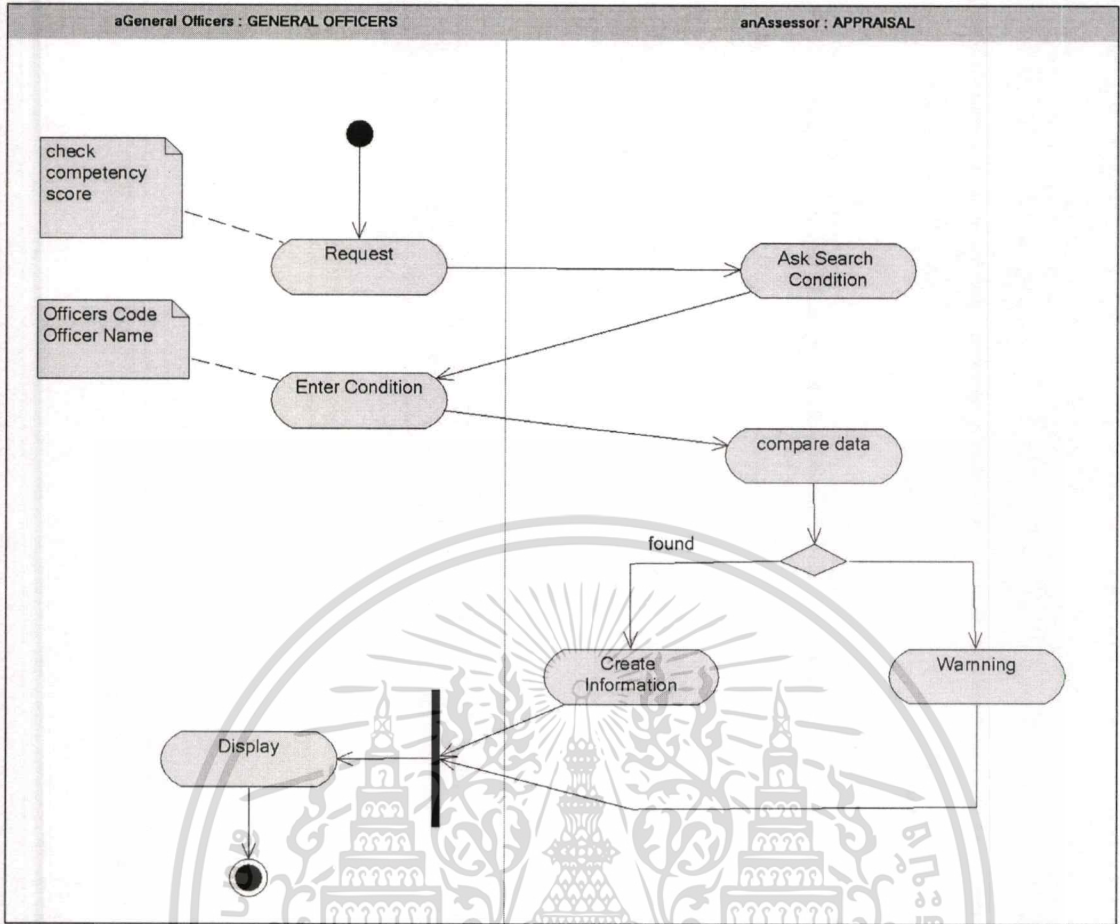 aGeneral Officers : GENERAL OFFICERS
anAssessor : APPRAISAL
check
competency
score
Request
Ask Search
Condition
Officers Code
Officer Name
Enter Condition
compare data
found
Create
Information
Warnning
Display